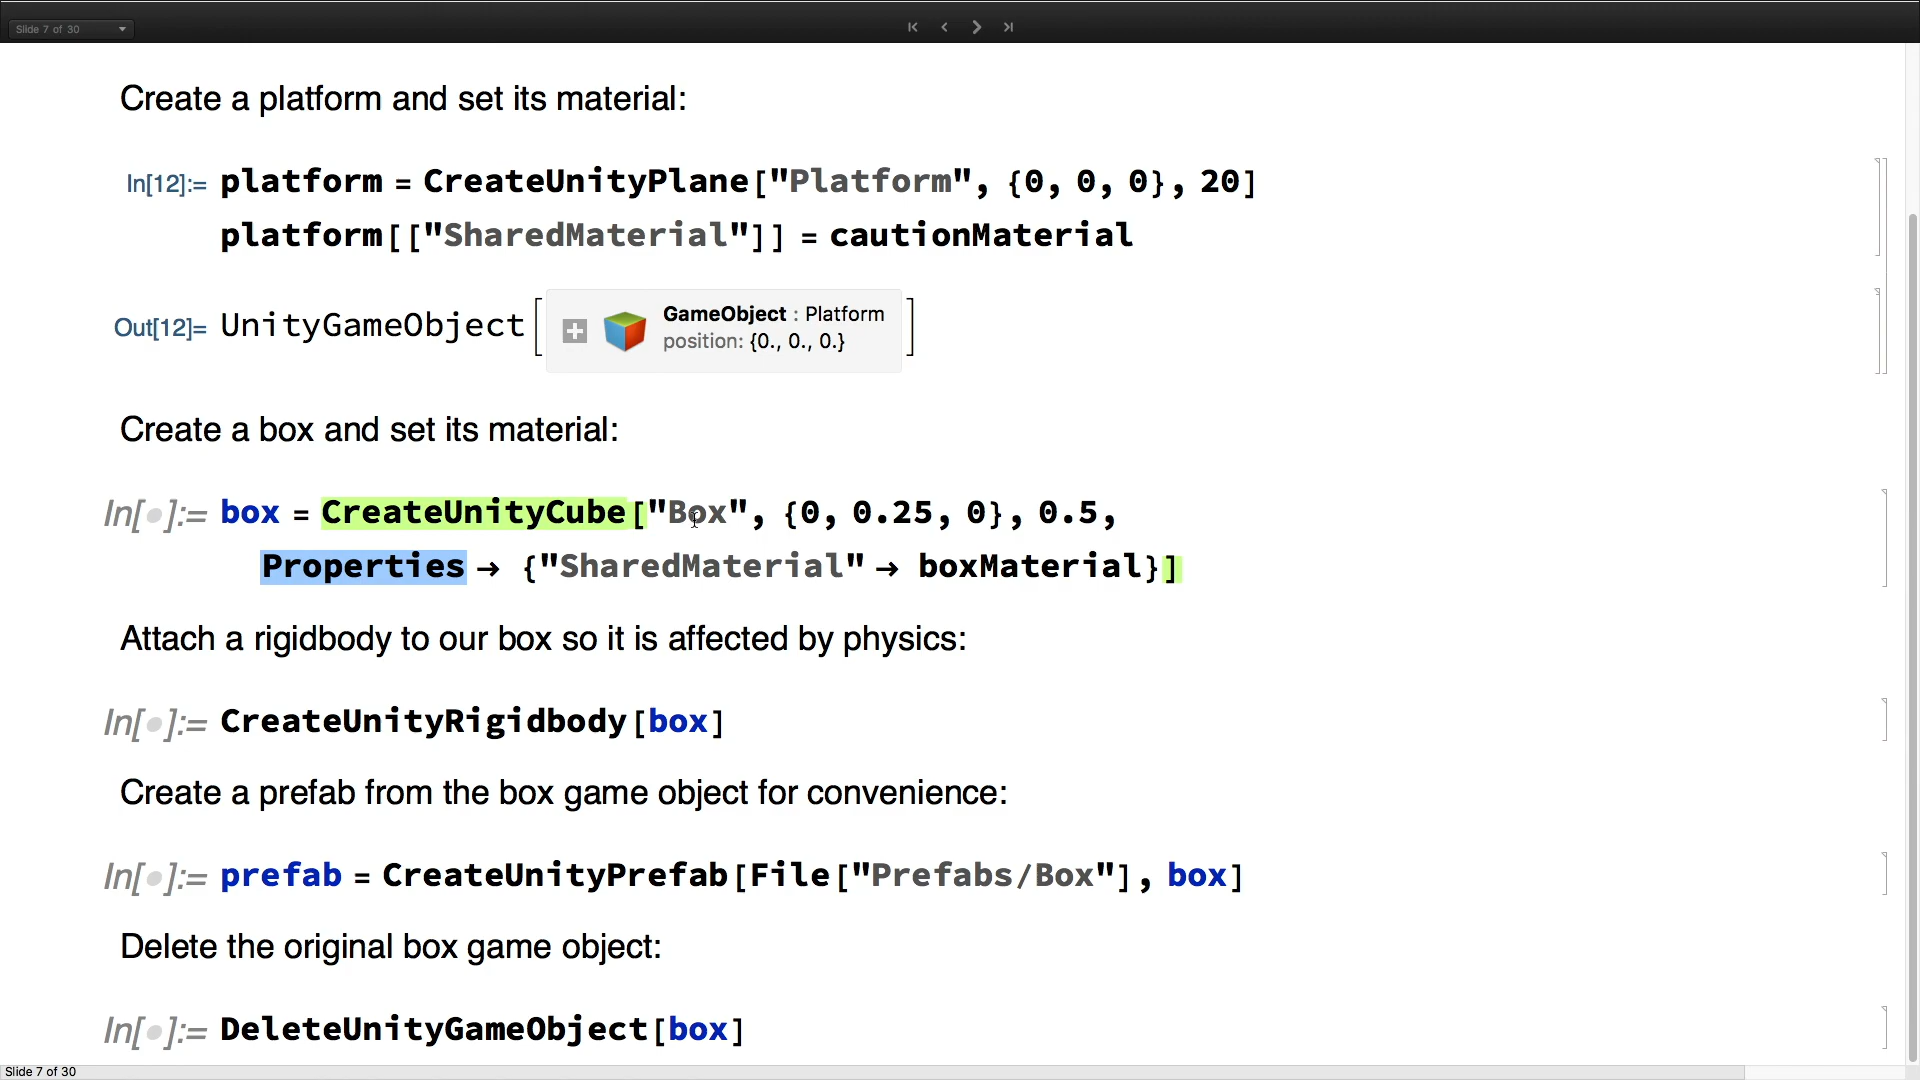 Slide 7 of 30
Create a platform and set its material:
In[12]:= platform = CreateUnityPlane["Platform", {0, 0, 0}, 20]
platform[["SharedMaterial"]] = cautionMaterial
Out[12]= UnityGameObject[
GameObject : Platform
position: {0., 0., 0.}
]
Create a box and set its material:
In[•]:= box = CreateUnityCube["Box", {0, 0.25, 0}, 0.5,
Properties → {"SharedMaterial" → boxMaterial}]
Attach a rigidbody to our box so it is affected by physics:
In[•]:= CreateUnityRigidbody[box]
Create a prefab from the box game object for convenience:
In[•]:= prefab = CreateUnityPrefab[File["Prefabs/Box"], box]
Delete the original box game object:
In[•]:= DeleteUnityGameObject[box]
Slide 7 of 30